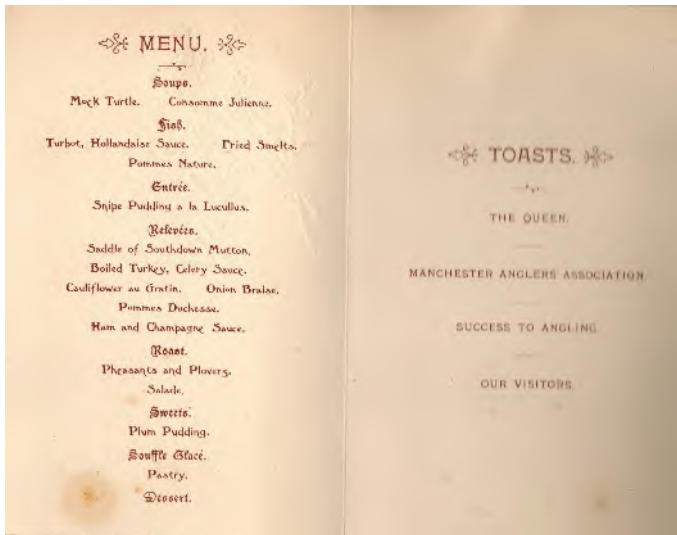 MENU.
Soups.
Mock Turtle. Consomme Julienne.
Fish.
Turbot, Hollandaise Sauce. Fried Smelts.
Pommes Nature.
Entrée.
Snipe Pudding a la Lucullus.
Relevées.
Saddle of Southdown Mutton.
Boiled Turkey, Celery Sauce.
Cauliflower au Gratin. Onion Braise.
Pommes Duchesse.
Ham and Champagne Sauce.
Roast.
Pheasants and Plovers.
Salade.
Sweets.
Plum Pudding.
Souffle Glacé.
Pastry.
Dessert.
TOASTS.
THE QUEEN.
MANCHESTER ANGLERS ASSOCIATION
SUCCESS TO ANGLING.
OUR VISITORS.